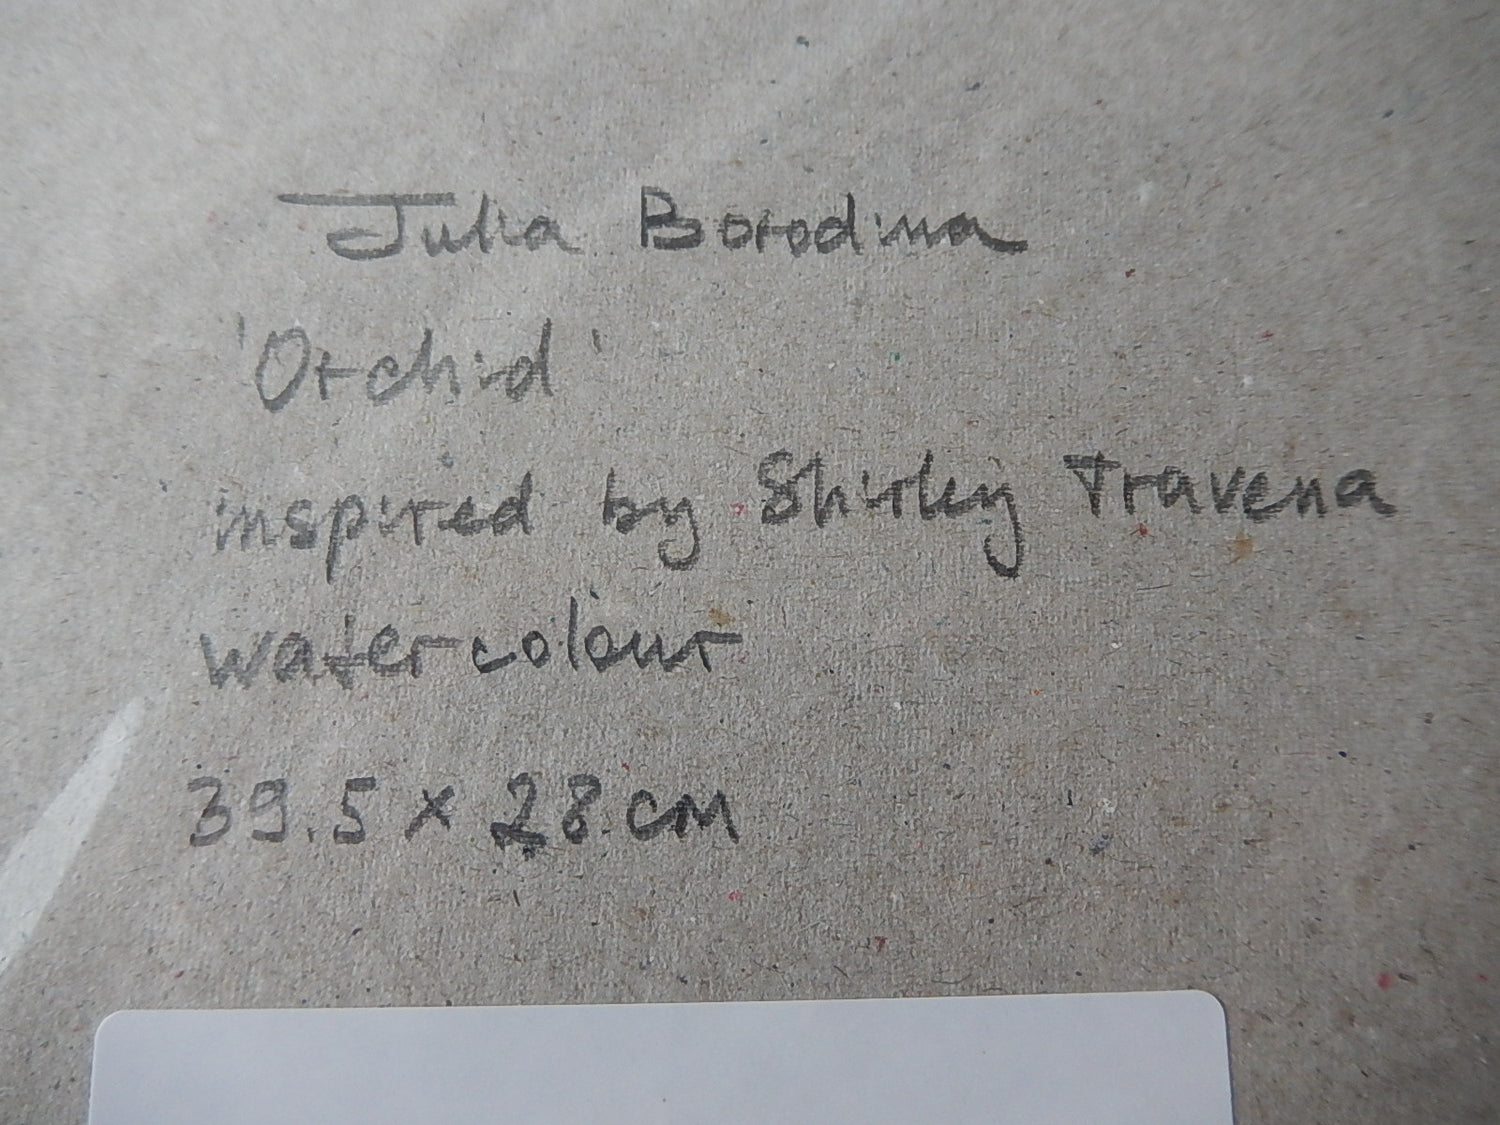 Julia Borodina
'Orchid'
inspired by Shirley Travena
watercolour
39.5 x 28 cm